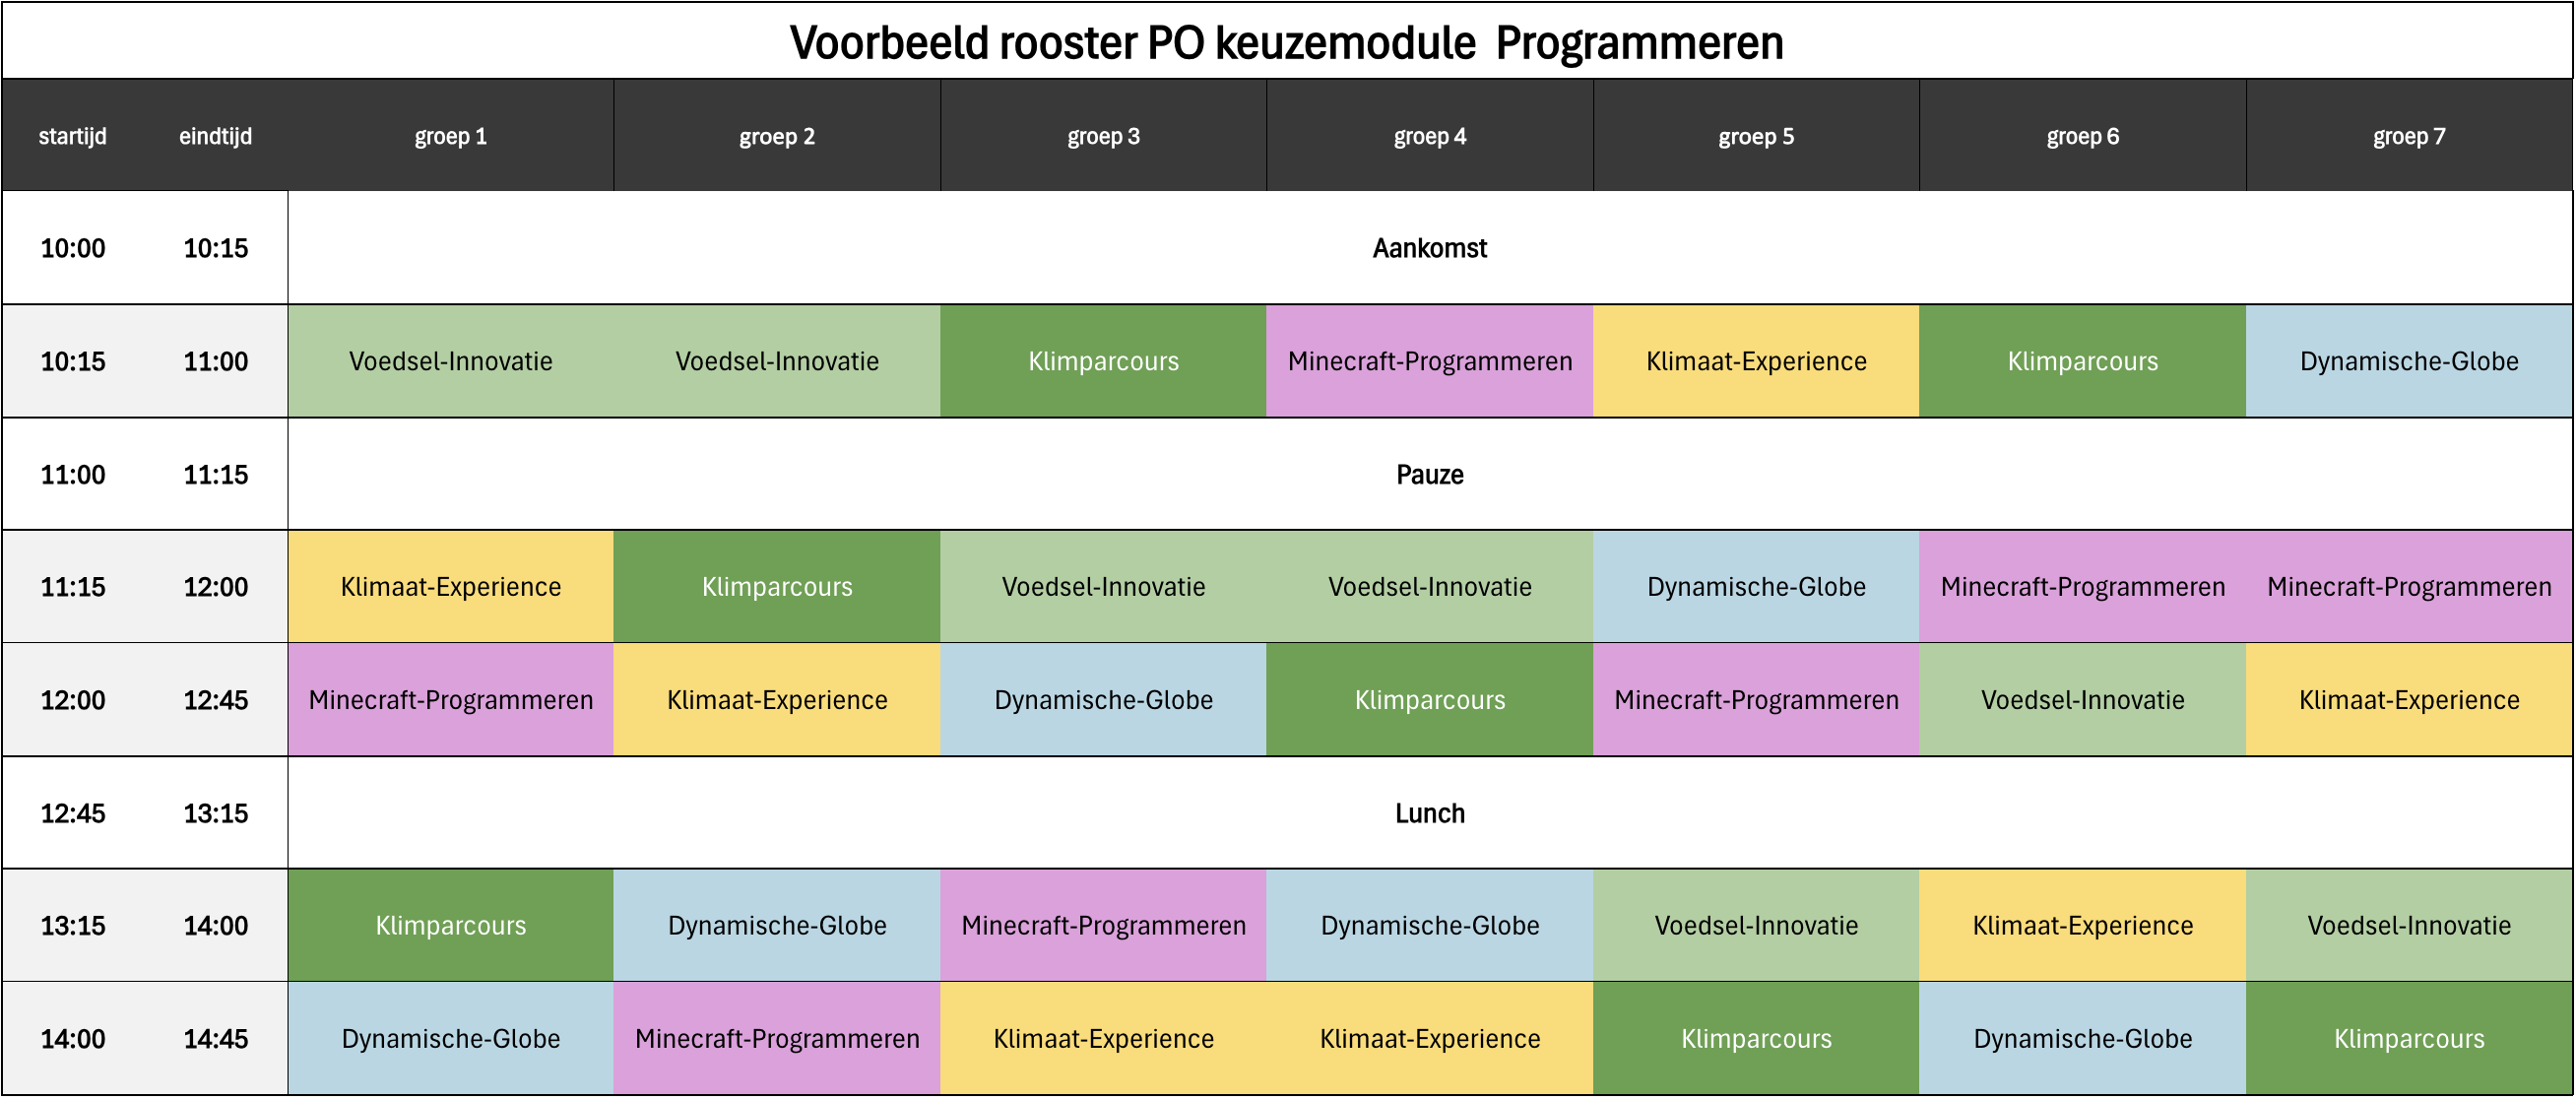 Voorbeeld rooster PO keuzemodule  Programmeren
startijd eindtijd groep 1 groep 2 groep 3 groep 4 groep 5 groep 6 groep 7
10:00 10:15 Aankomst
10:15 11:00 Voedsel-Innovatie Voedsel-Innovatie Klimparcours Minecraft-Programmeren Klimaat-Experience Klimparcours Dynamische-Globe
11:00 11:15 Pauze
11:15 12:00 Klimaat-Experience Klimparcours Voedsel-Innovatie Voedsel-Innovatie Dynamische-Globe Minecraft-Programmeren Minecraft-Programmeren
12:00 12:45 Minecraft-Programmeren Klimaat-Experience Dynamische-Globe Klimparcours Minecraft-Programmeren Voedsel-Innovatie Klimaat-Experience
12:45 13:15 Lunch
13:15 14:00 Klimparcours Dynamische-Globe Minecraft-Programmeren Dynamische-Globe Voedsel-Innovatie Klimaat-Experience Voedsel-Innovatie
14:00 14:45 Dynamische-Globe Minecraft-Programmeren Klimaat-Experience Klimaat-Experience Klimparcours Dynamische-Globe Klimparcours